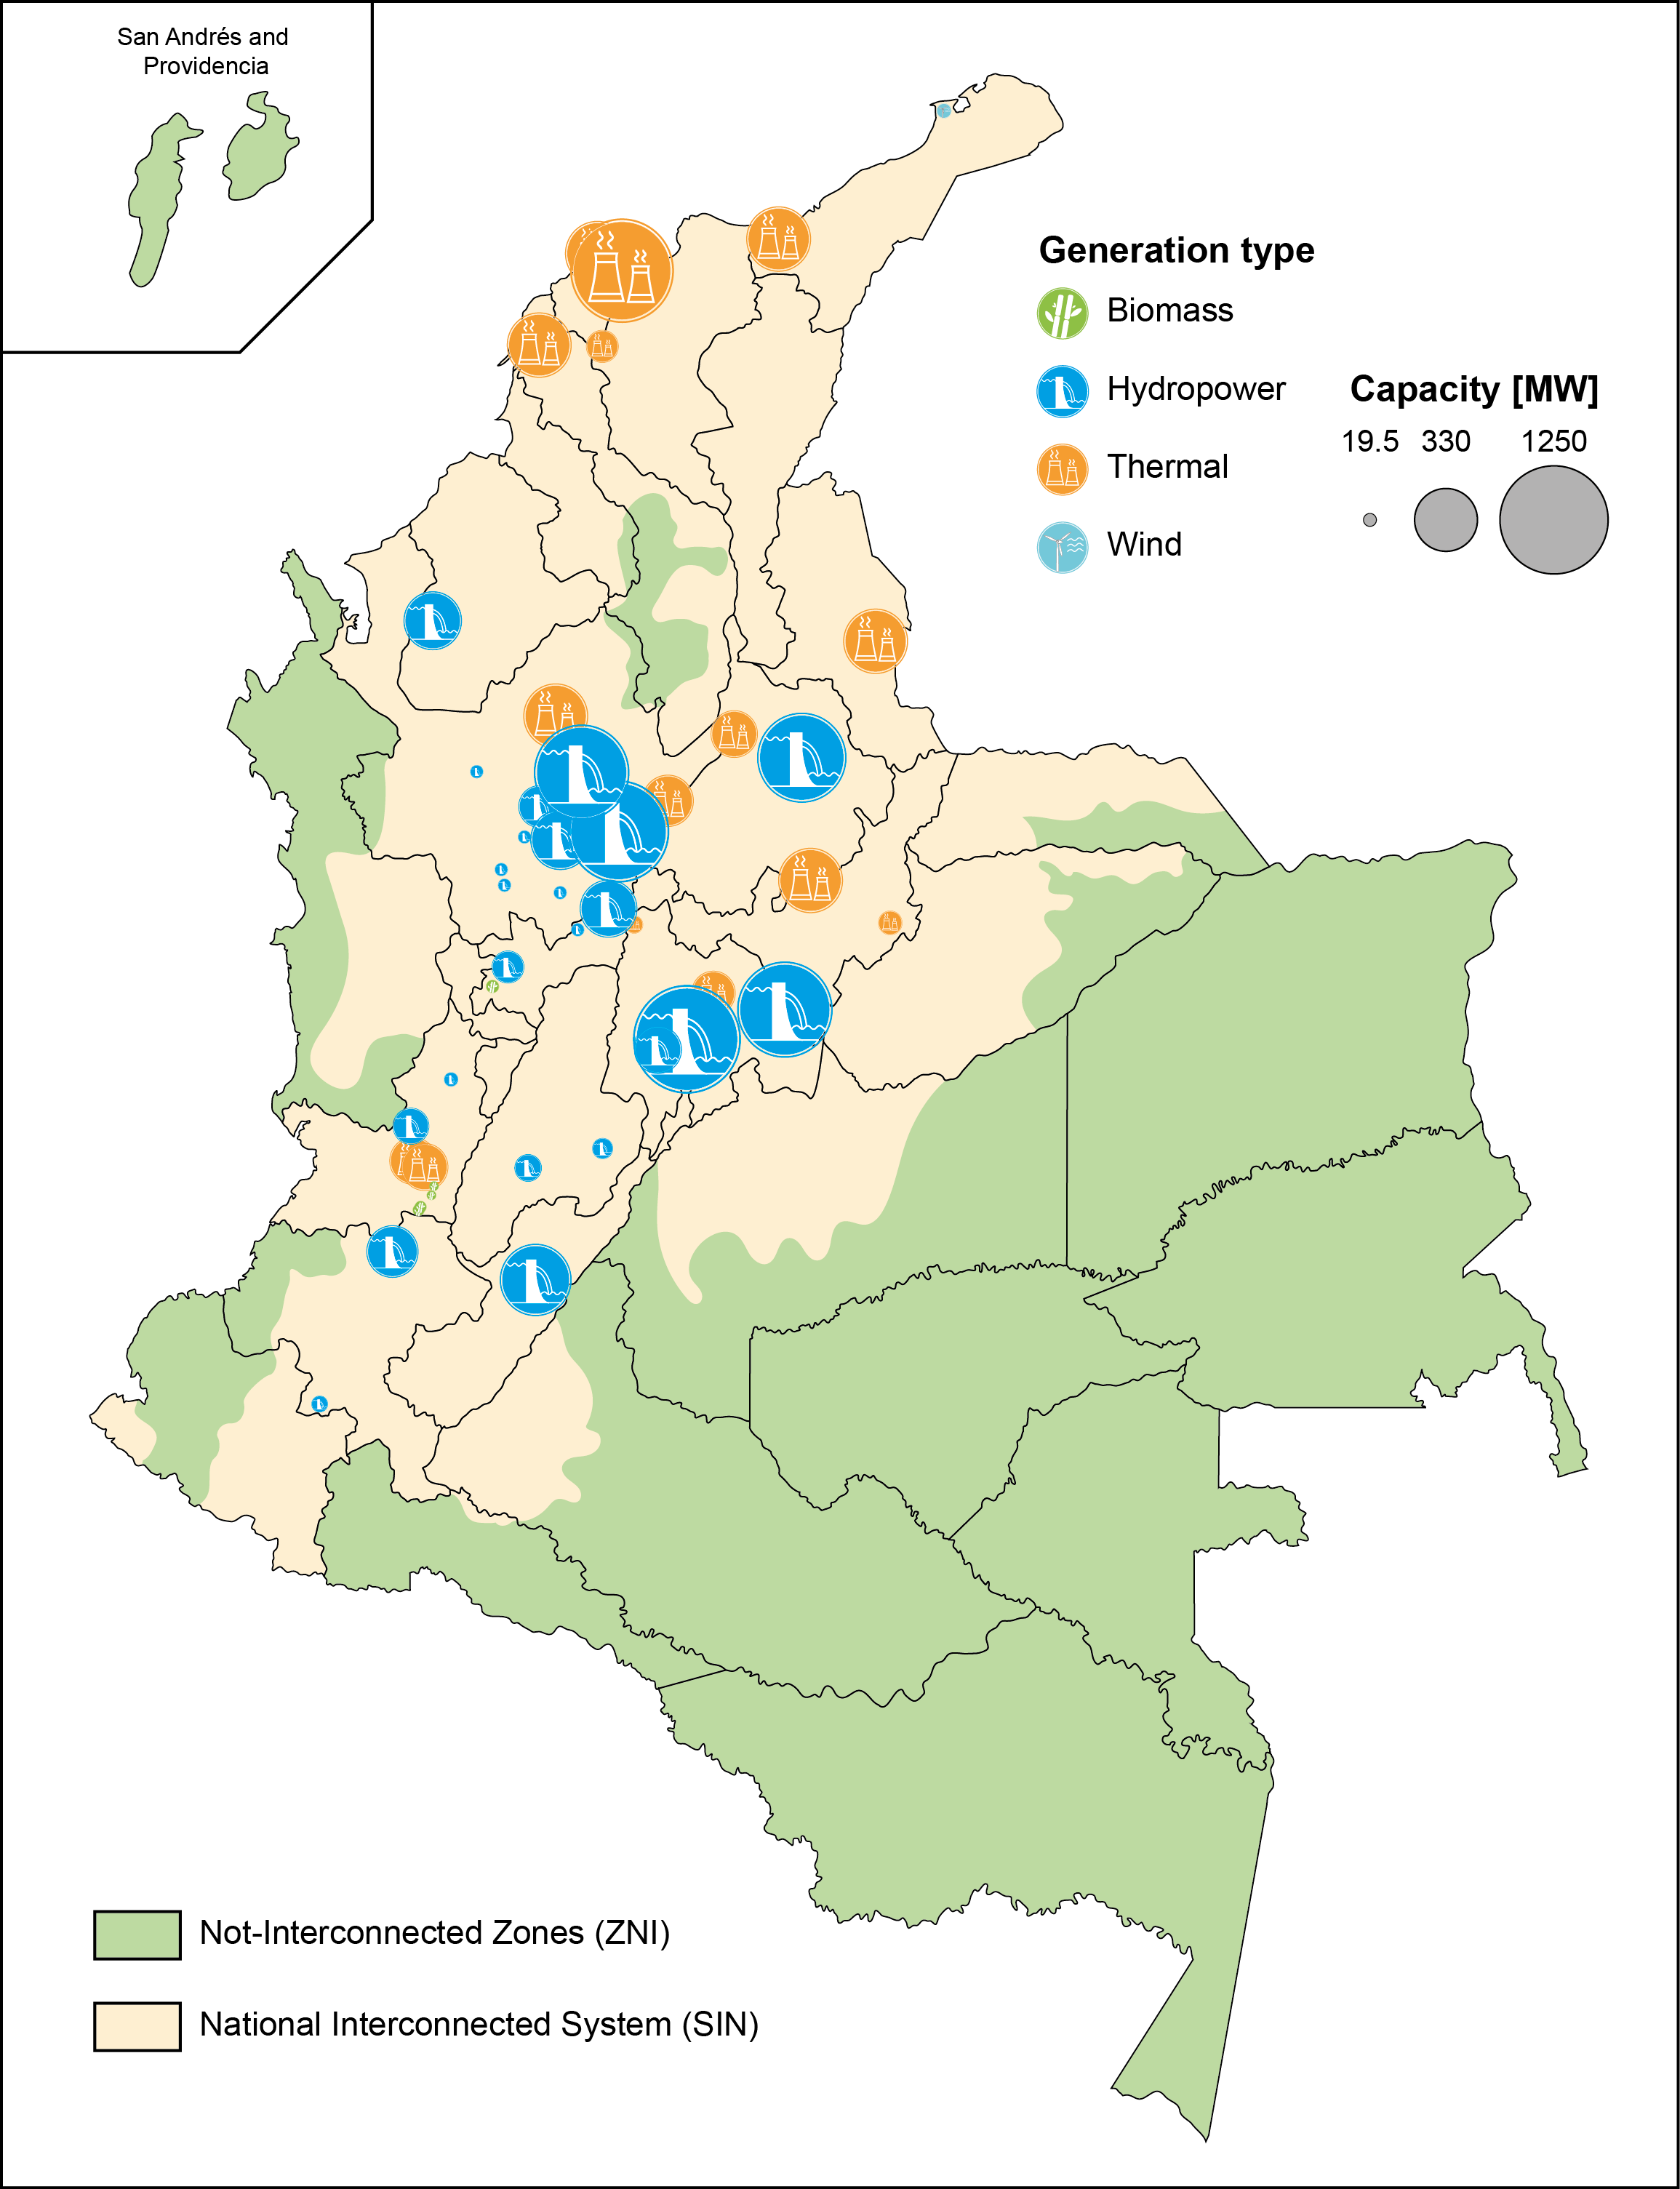 San Andrés and
Providencia
Generation type
Biomass
Hydropower
Thermal
Wind
Capacity [MW]
19.5 330 1250
Not-Interconnected Zones (ZNI)
National Interconnected System (SIN)